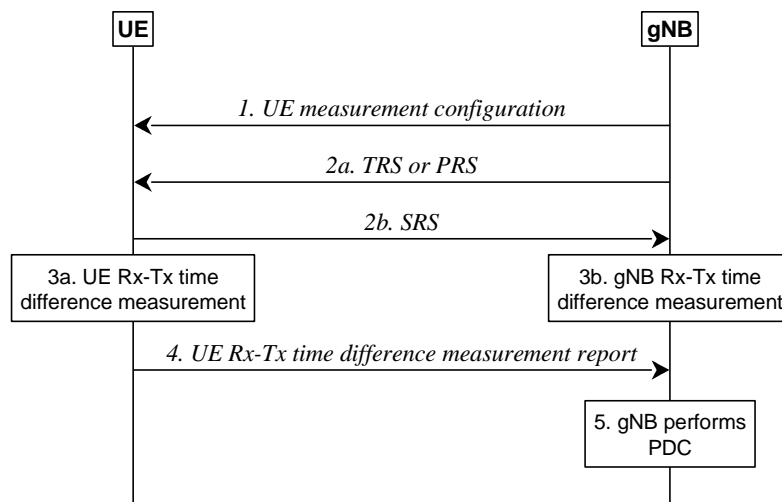 UE
gNB
1. UE measurement configuration
2a. TRS or PRS
2b. SRS
3a. UE Rx-Tx time
difference measurement
3b. gNB Rx-Tx time
difference measurement
4. UE Rx-Tx time difference measurement report
5. gNB performs
PDC